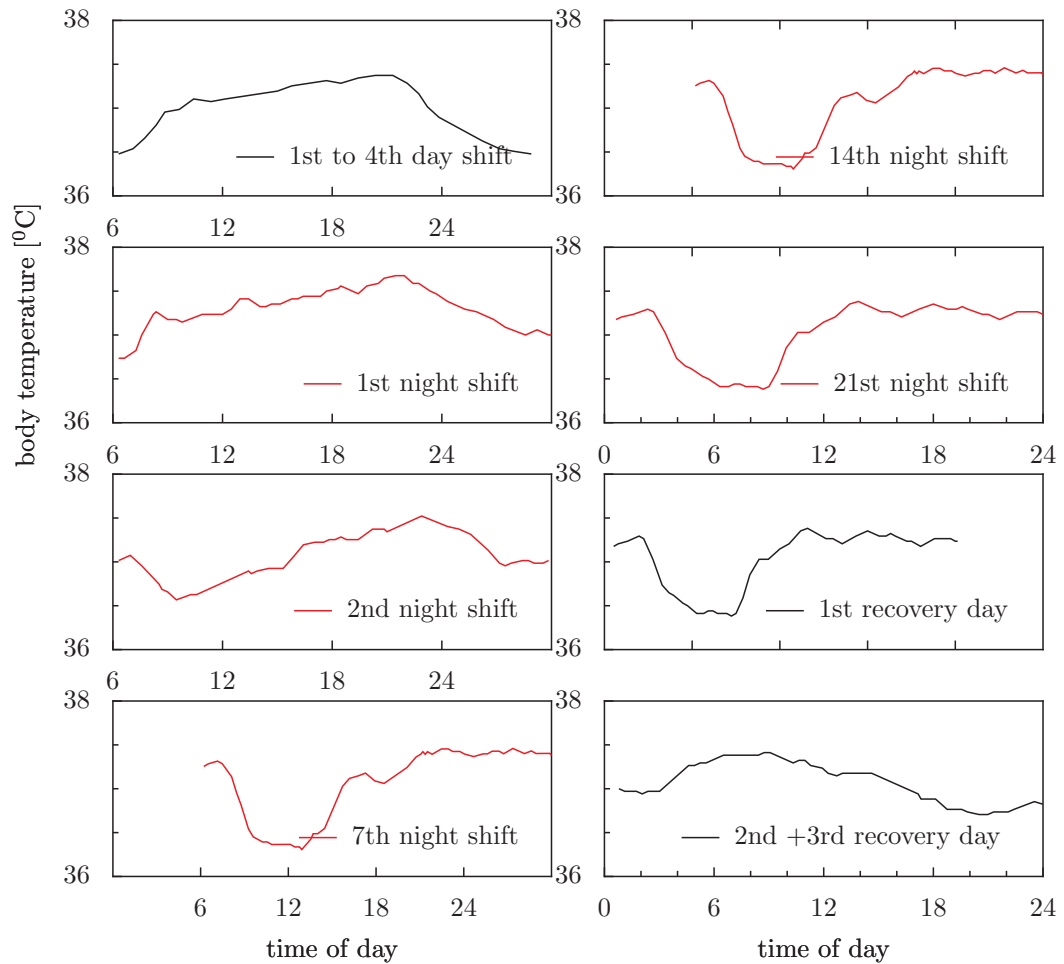 38
36
1st to 4th day shift
6 12 18 24
38
36
1st night shift
6 12 18 24
38
36
2nd night shift
6 12 18 24
38
36
7th night shift
6 12 18 24
time of day
body temperature [⁰C]
38
36
14th night shift
38
36
21st night shift
0 6 12 18 24
38
36
1st recovery day
38
36
2nd +3rd recovery day
0 6 12 18 24
time of day